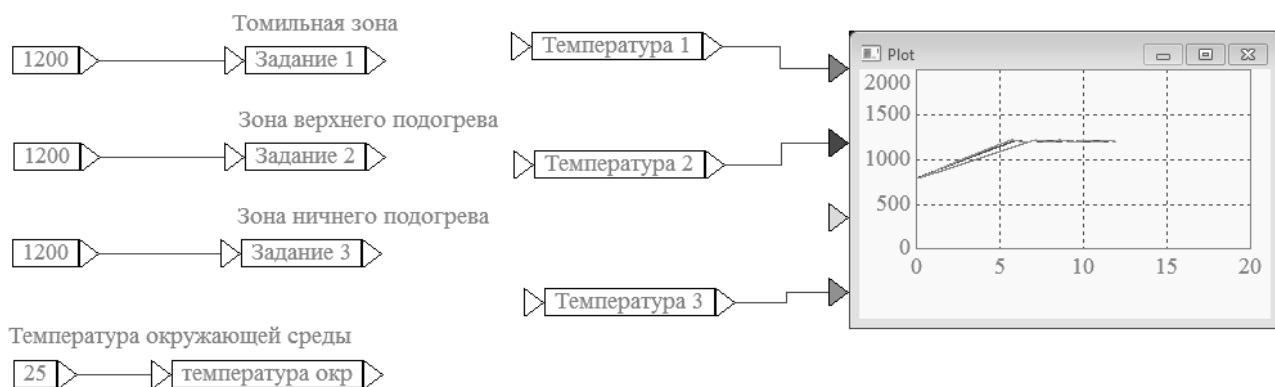 Томильная зона
1200 Задание 1
Зона верхнего подогрева
1200 Задание 2
Зона ничнего подогрева
1200 Задание 3
Температура окружающей среды
25 температура окр
Температура 1
Температура 2
Температура 3
Plot
2000
1500
1000
500
0
0 5 10 15 20